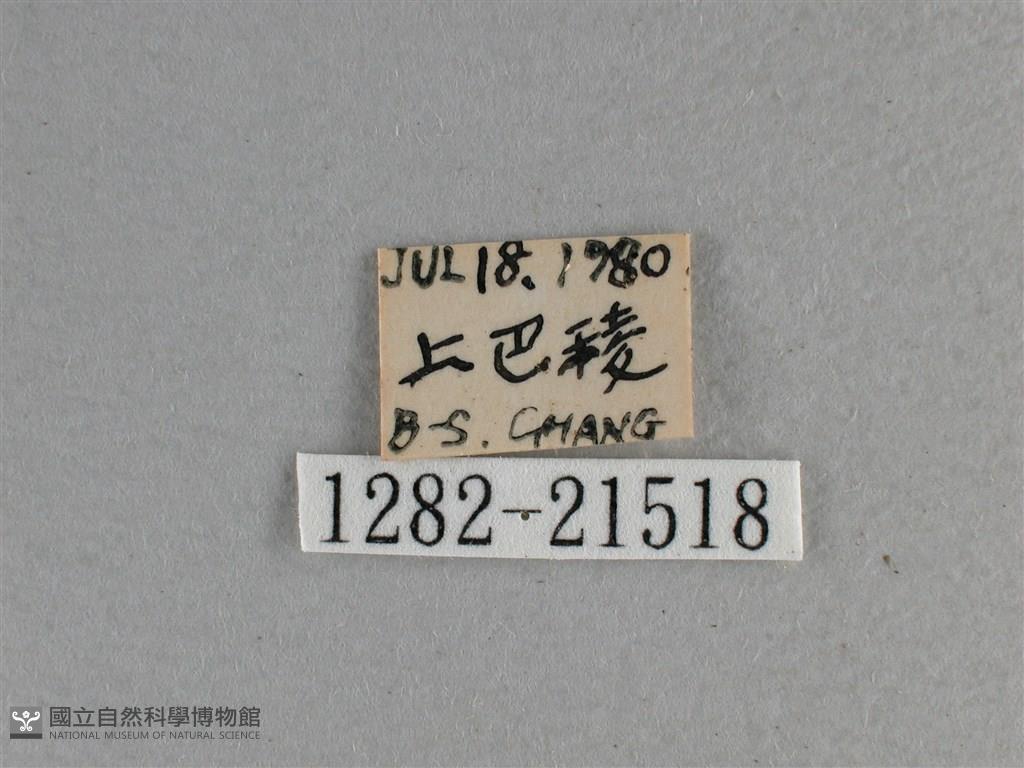 JUL 18. 1980
上巴稜
B-S. CHANG
1282-21518
國立自然科學博物館
NATIONAL MUSEUM OF NATURAL SCIENCE